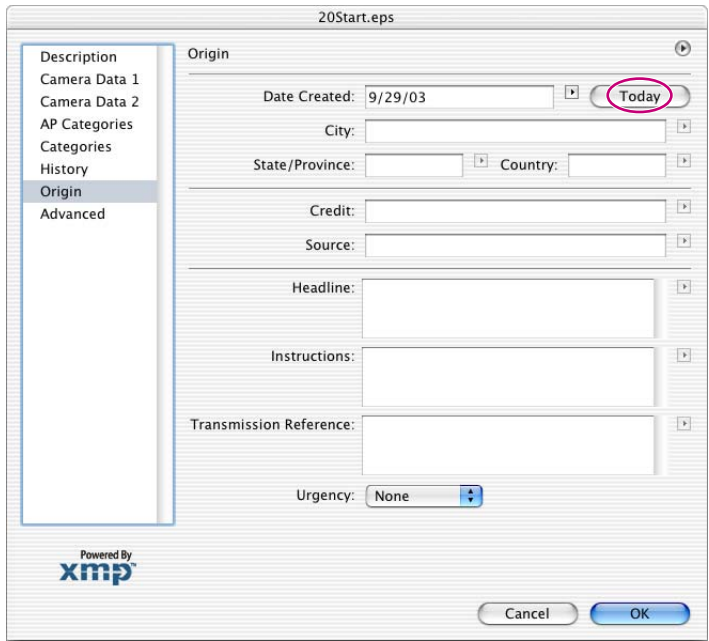 20Start.eps
Description
Camera Data 1
Camera Data 2
AP Categories
Categories
History
Origin
Advanced
Powered By
xmp™
Origin
Date Created: 9/29/03 Today
City:
State/Province: Country:
Credit:
Source:
Headline:
Instructions:
Transmission Reference:
Urgency: None
Cancel OK